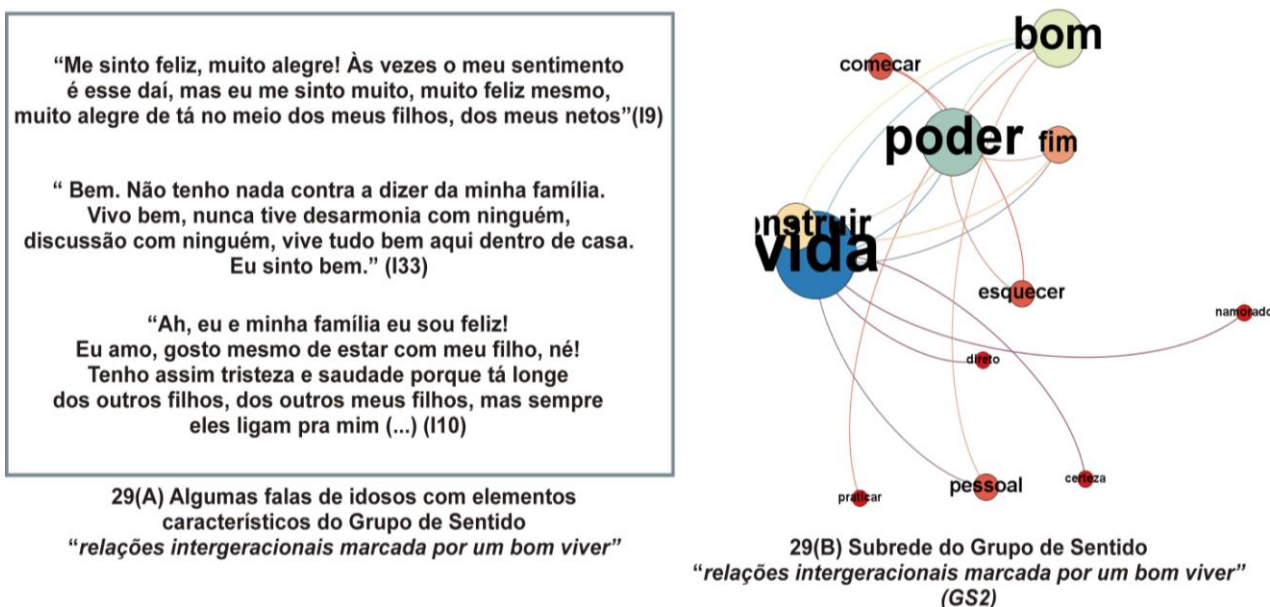 “Me sinto feliz, muito alegre! Às vezes o meu sentimento
é esse daí, mas eu me sinto muito, muito feliz mesmo,
muito alegre de tá no meio dos meus filhos, dos meus netos”(I9)
“ Bem. Não tenho nada contra a dizer da minha família.
Vivo bem, nunca tive desarmonia com ninguém,
discussão com ninguém, vive tudo bem aqui dentro de casa.
Eu sinto bem.” (I33)
“Ah, eu e minha família eu sou feliz!
Eu amo, gosto mesmo de estar com meu filho, né!
Tenho assim tristeza e saudade porque tá longe
dos outros filhos, dos outros meus filhos, mas sempre
eles ligam pra mim (...) (I10)
29(A) Algumas falas de idosos com elementos
característicos do Grupo de Sentido
“relações intergeracionais marcada por um bom viver”
bom
começar
poder
fim
onstruir
vida
esquecer
namorado
direto
pessoal
certeza
praticar
29(B) Subrede do Grupo de Sentido
“relações intergeracionais marcada por um bom viver”
(GS2)